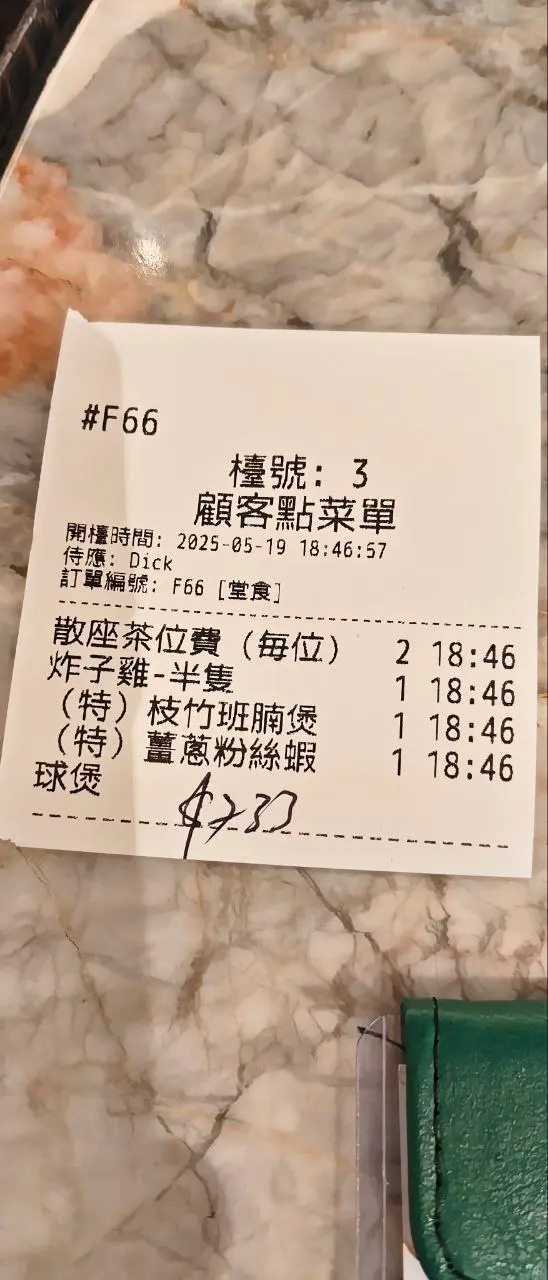 #F66
檯號: 3
顧客點菜單
開檯時間: 2025-05-19 18:46:57
侍應: Dick
訂單編號: F66 [堂食]
散座茶位費 (每位) 2 18:46
炸子雞-半隻 1 18:46
(特) 枝竹班腩煲 1 18:46
(特) 薑蔥粉絲蝦球煲 1 18:46
$233